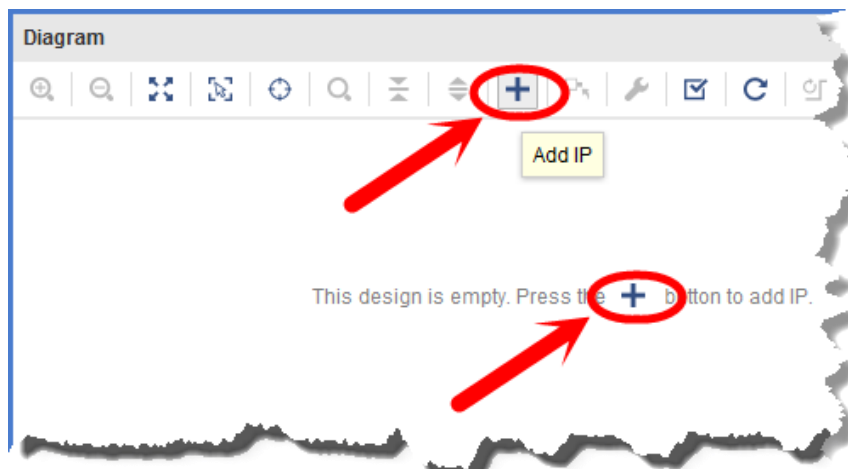 Diagram
Add IP
This design is empty. Press the + button to add IP.